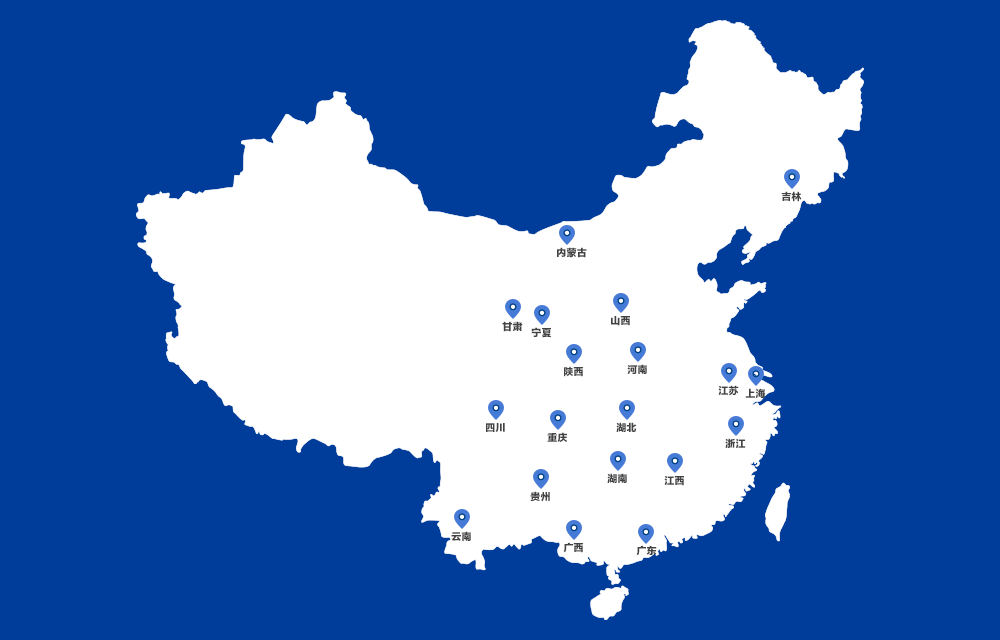 吉林
内蒙古
山西
甘肃
宁夏
河南
陕西
江苏
上海
四川
湖北
重庆
浙江
湖南
江西
贵州
云南
广西
广东